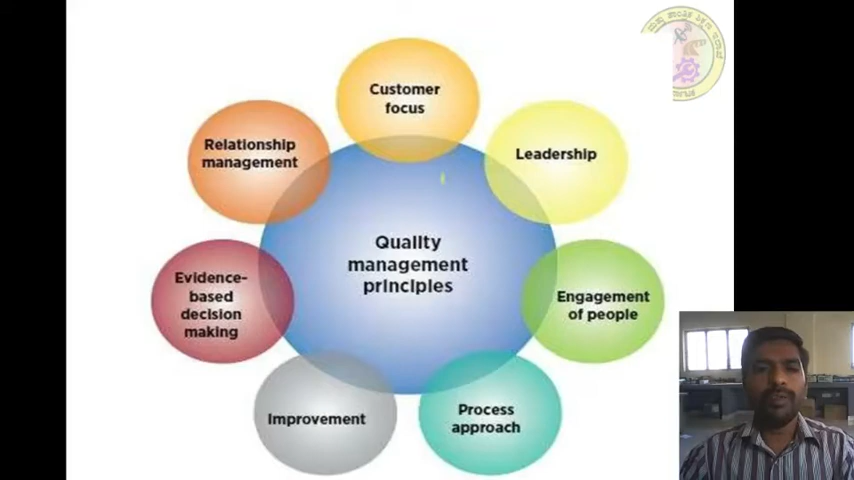 Customer
focus
Leadership
Engagement
of people
Process
approach
Improvement
Evidence-
based
decision
making
Relationship
management
Quality
management
principles